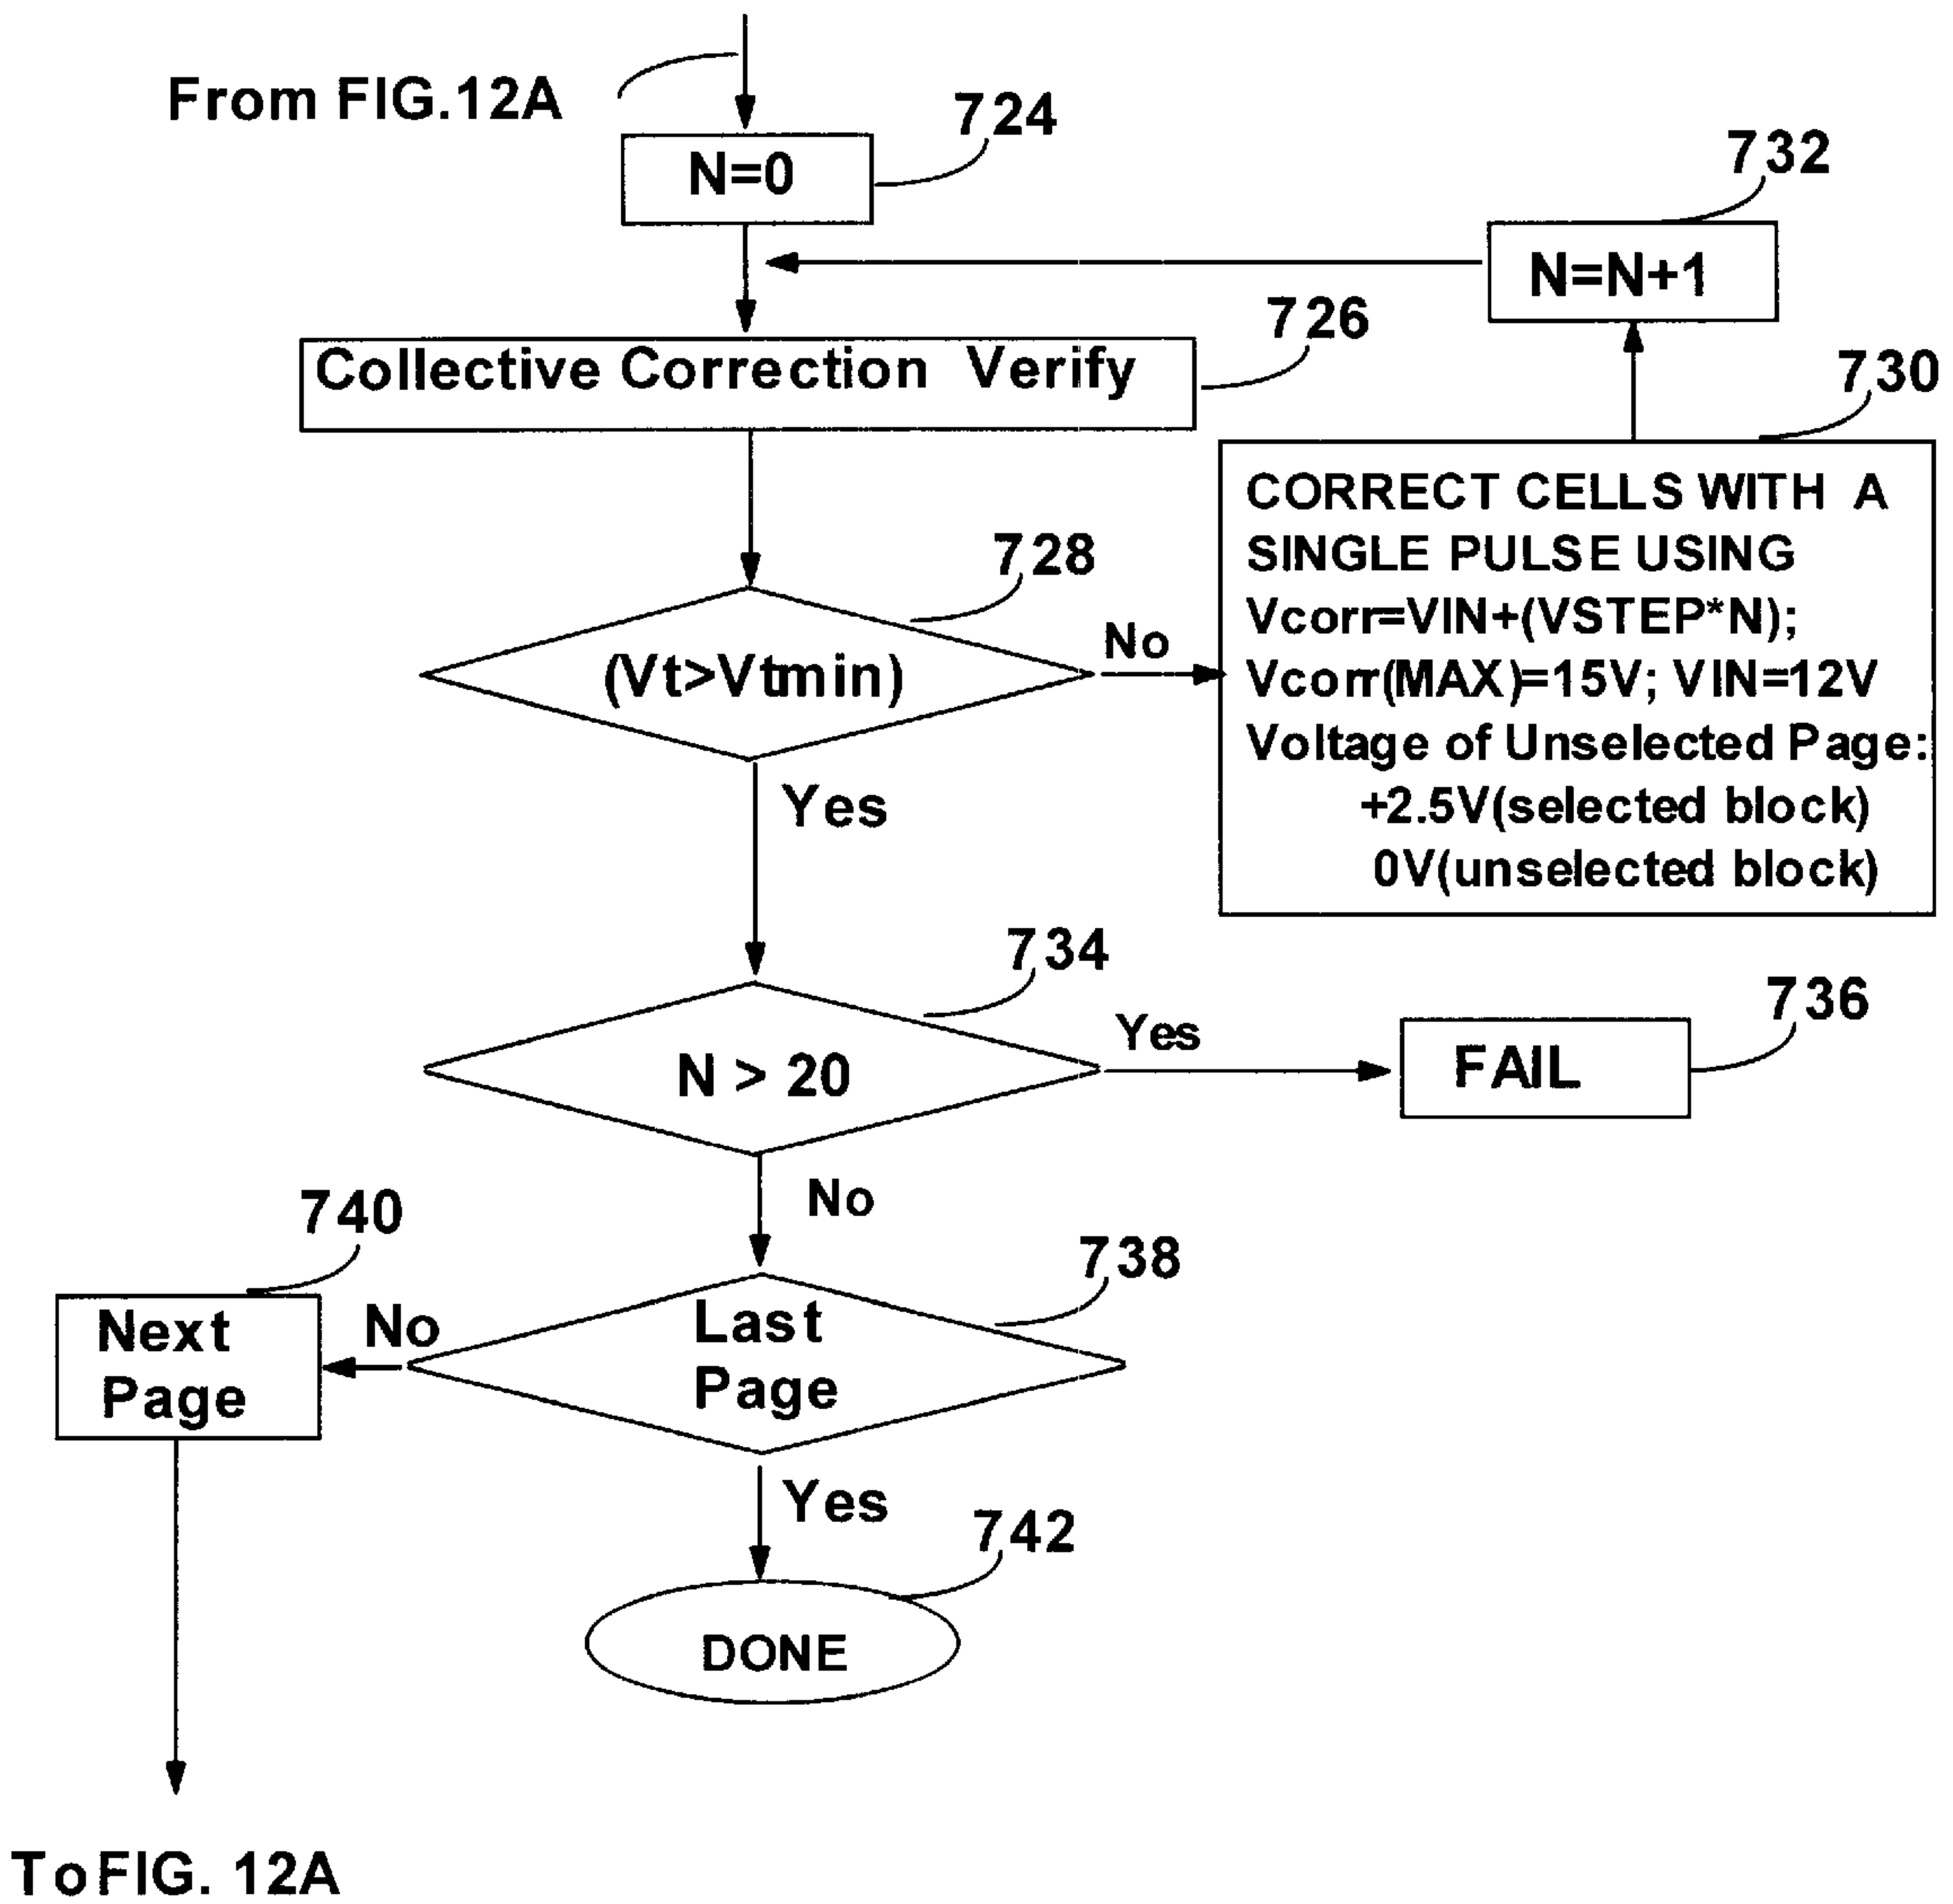 From FIG.12A
724
N=0
732
N=N+1
726
Collective Correction Verify
730
CORRECT CELLS WITH A
SINGLE PULSE USING
Vcorr=VIN+(VSTEP*N);
Vcorr(MAX)=15V; VIN=12V
Voltage of Unselected Page:
+2.5V(selected block)
0V(unselected block)
728
(Vt>Vtmin)
No
Yes
734
N > 20
Yes
736
FAIL
No
740
Next
Page
No
738
Last
Page
Yes
742
DONE
ToFIG. 12A